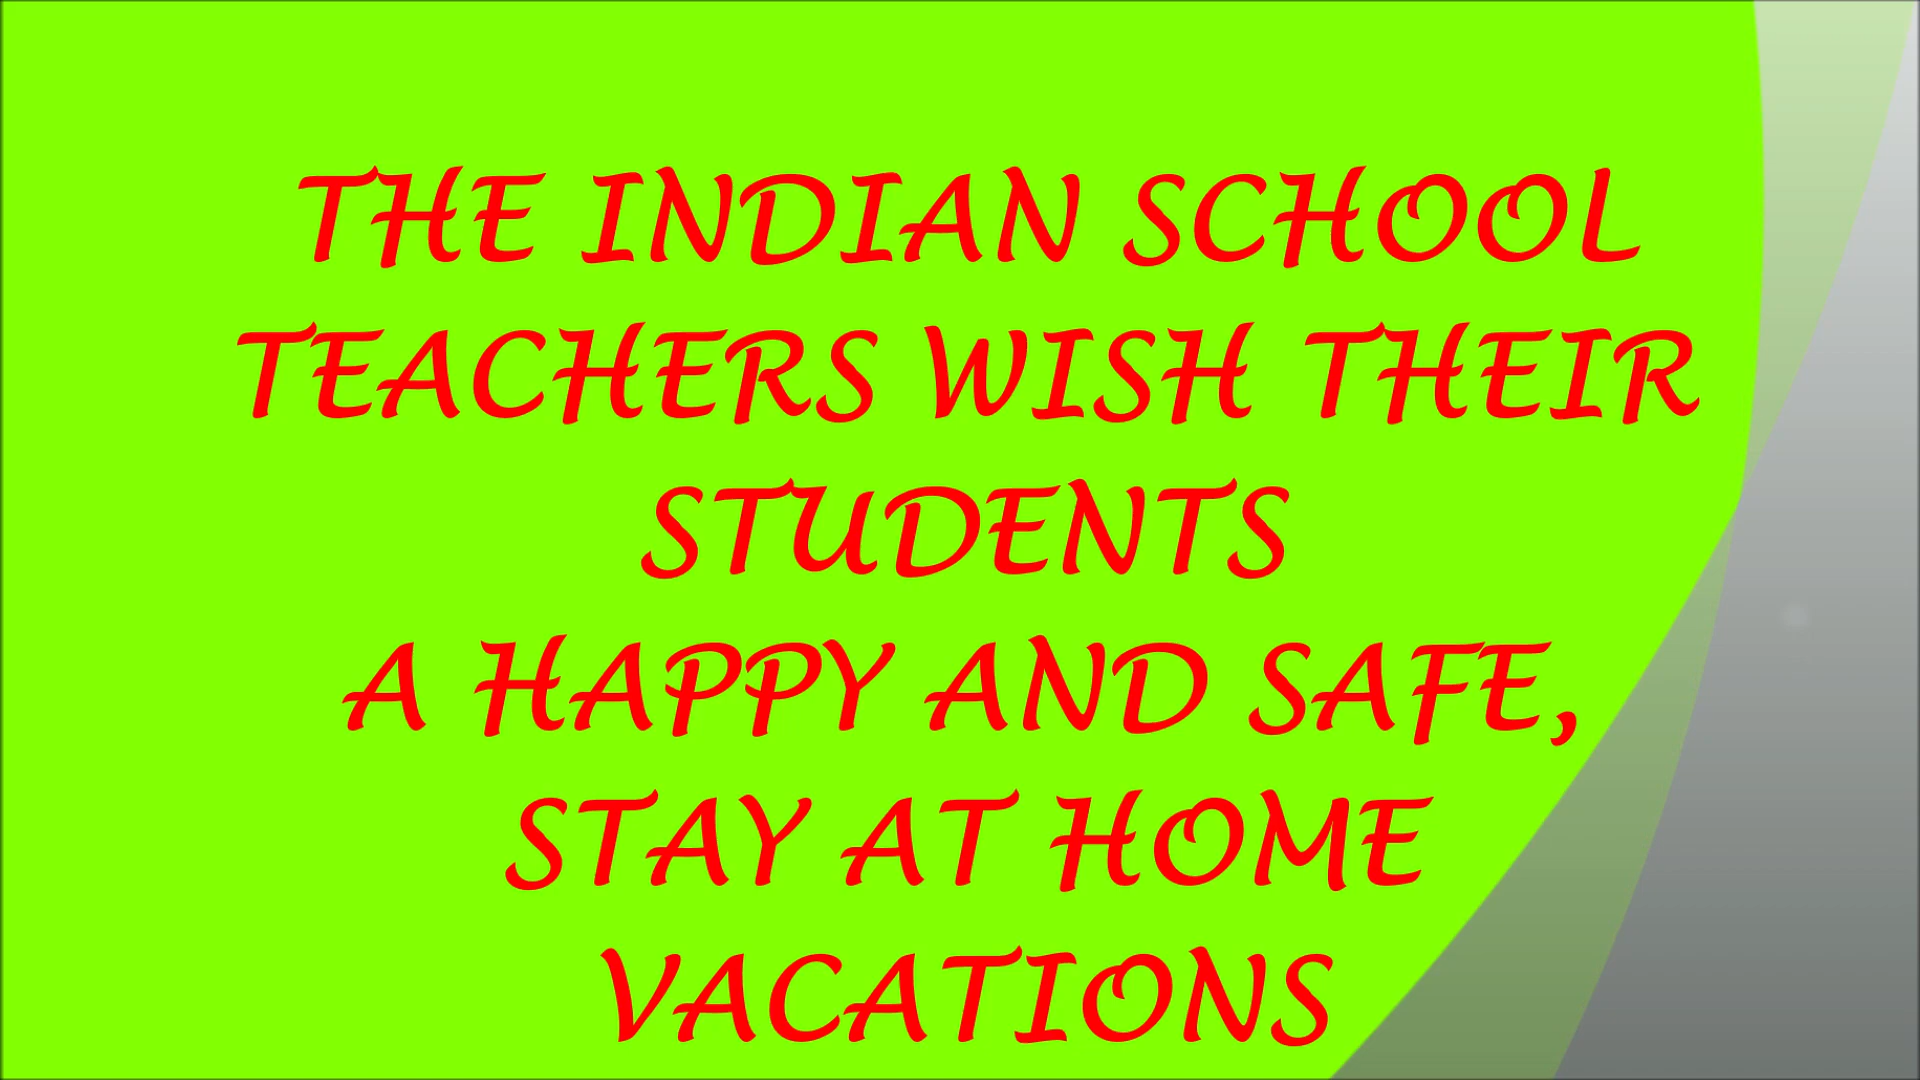 THE INDIAN SCHOOL
TEACHERS WISH THEIR
STUDENTS
A HAPPY AND SAFE,
STAY AT HOME
VACATIONS